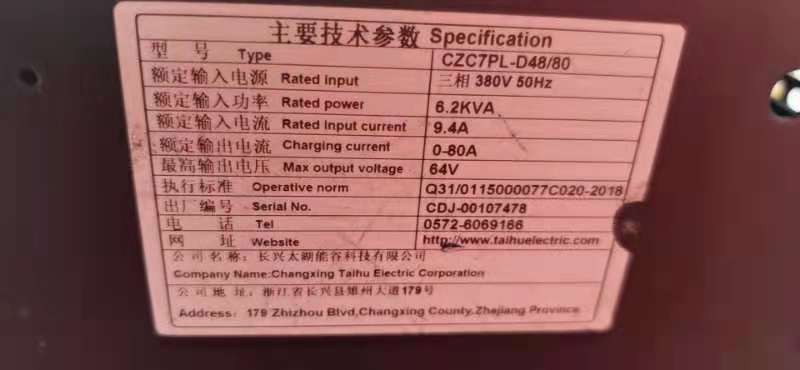 主要技术参数 Specification
型号 Type CZC7PL-D48/80
额定输入电源 Rated input 三相 380V 50Hz
额定输入功率 Rated power 6.2KVA
额定输入电流 Rated Input current 9.4A
额定输出电流 Charging current 0-80A
最高输出电压 Max output voltage 64V
执行标准 Operative norm Q31/0115000077C020-2018
出厂编号 Serial No. CDJ-00107478
电话 Tel 0572-6069166
网址 Website http://www.taihuelectric.com
公司名称：长兴太湖能谷科技有限公司
Company Name:Changxing Taihu Electric Corporation
公司地址：浙江省长兴县雉州大道179号
Address: 179 Zhizhou Blvd,Changxing County,Zhejiang Province